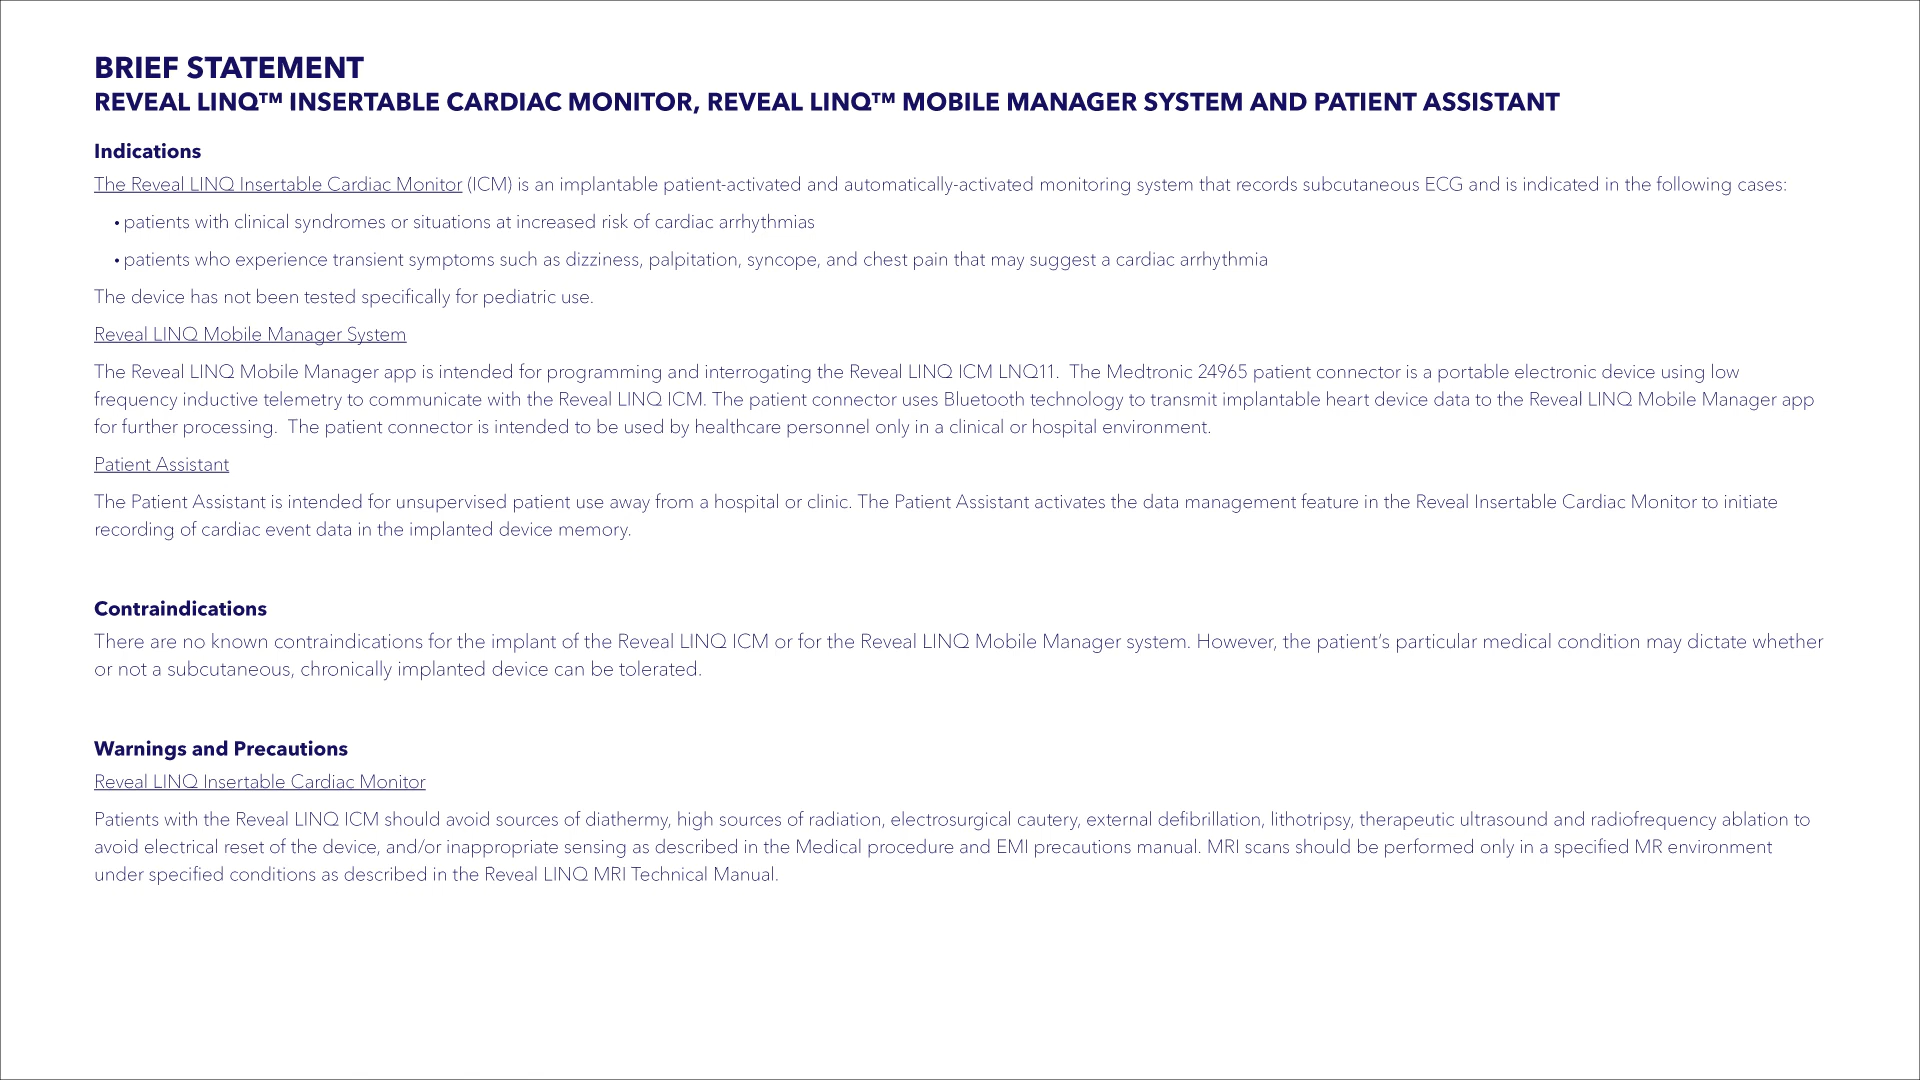 BRIEF STATEMENT
REVEAL LINQ™ INSERTABLE CARDIAC MONITOR, REVEAL LINQ™ MOBILE MANAGER SYSTEM AND PATIENT ASSISTANT
Indications
The Reveal LINQ Insertable Cardiac Monitor (ICM) is an implantable patient-activated and automatically-activated monitoring system that records subcutaneous ECG and is indicated in the following cases:
• patients with clinical syndromes or situations at increased risk of cardiac arrhythmias
• patients who experience transient symptoms such as dizziness, palpitation, syncope, and chest pain that may suggest a cardiac arrhythmia
The device has not been tested specifically for pediatric use.
Reveal LINQ Mobile Manager System
The Reveal LINQ Mobile Manager app is intended for programming and interrogating the Reveal LINQ ICM LNQ11.  The Medtronic 24965 patient connector is a portable electronic device using low
frequency inductive telemetry to communicate with the Reveal LINQ ICM. The patient connector uses Bluetooth technology to transmit implantable heart device data to the Reveal LINQ Mobile Manager app
for further processing.  The patient connector is intended to be used by healthcare personnel only in a clinical or hospital environment.
Patient Assistant
The Patient Assistant is intended for unsupervised patient use away from a hospital or clinic. The Patient Assistant activates the data management feature in the Reveal Insertable Cardiac Monitor to initiate
recording of cardiac event data in the implanted device memory.
Contraindications
There are no known contraindications for the implant of the Reveal LINQ ICM or for the Reveal LINQ Mobile Manager system. However, the patient's particular medical condition may dictate whether
or not a subcutaneous, chronically implanted device can be tolerated.
Warnings and Precautions
Reveal LINQ Insertable Cardiac Monitor
Patients with the Reveal LINQ ICM should avoid sources of diathermy, high sources of radiation, electrosurgical cautery, external defibrillation, lithotripsy, therapeutic ultrasound and radiofrequency ablation to
avoid electrical reset of the device, and/or inappropriate sensing as described in the Medical procedure and EMI precautions manual. MRI scans should be performed only in a specified MR environment
under specified conditions as described in the Reveal LINQ MRI Technical Manual.